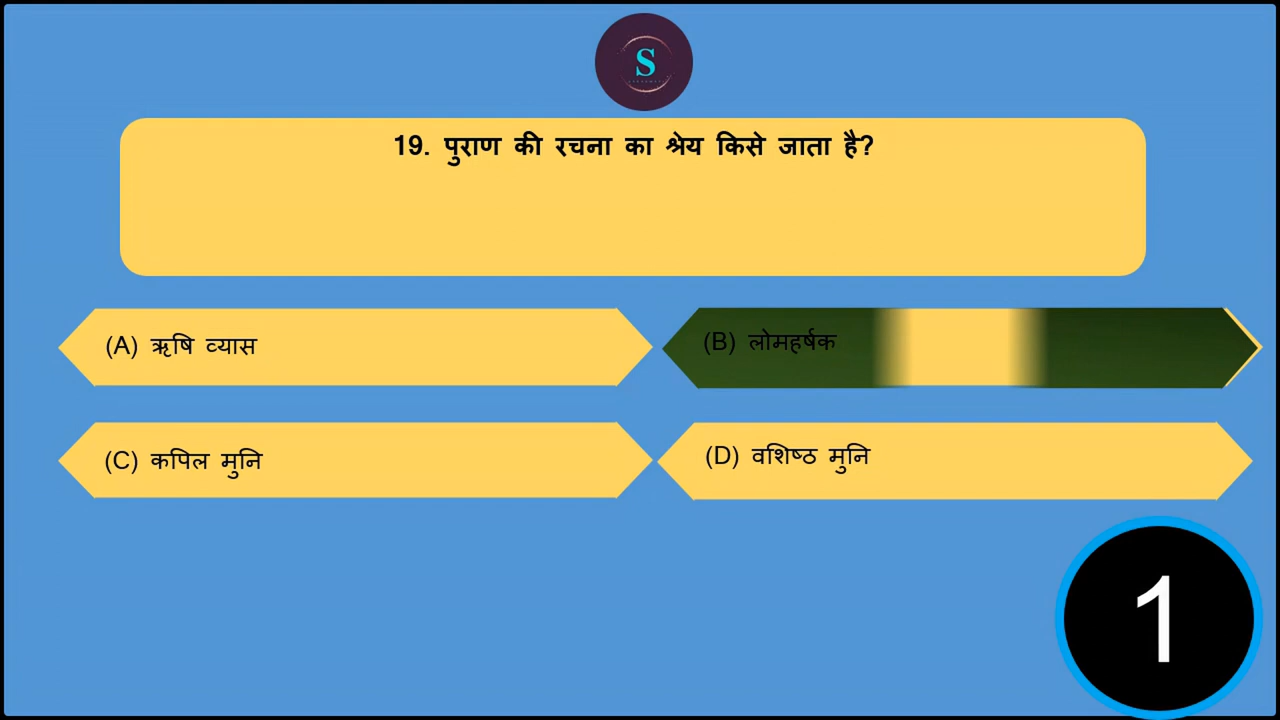 S
19. पुराण की रचना का श्रेय किसे जाता है?
(A) ऋषि व्यास
(B) लोमहर्षक
(C) कपिल मुनि
(D) वशिष्ठ मुनि
1